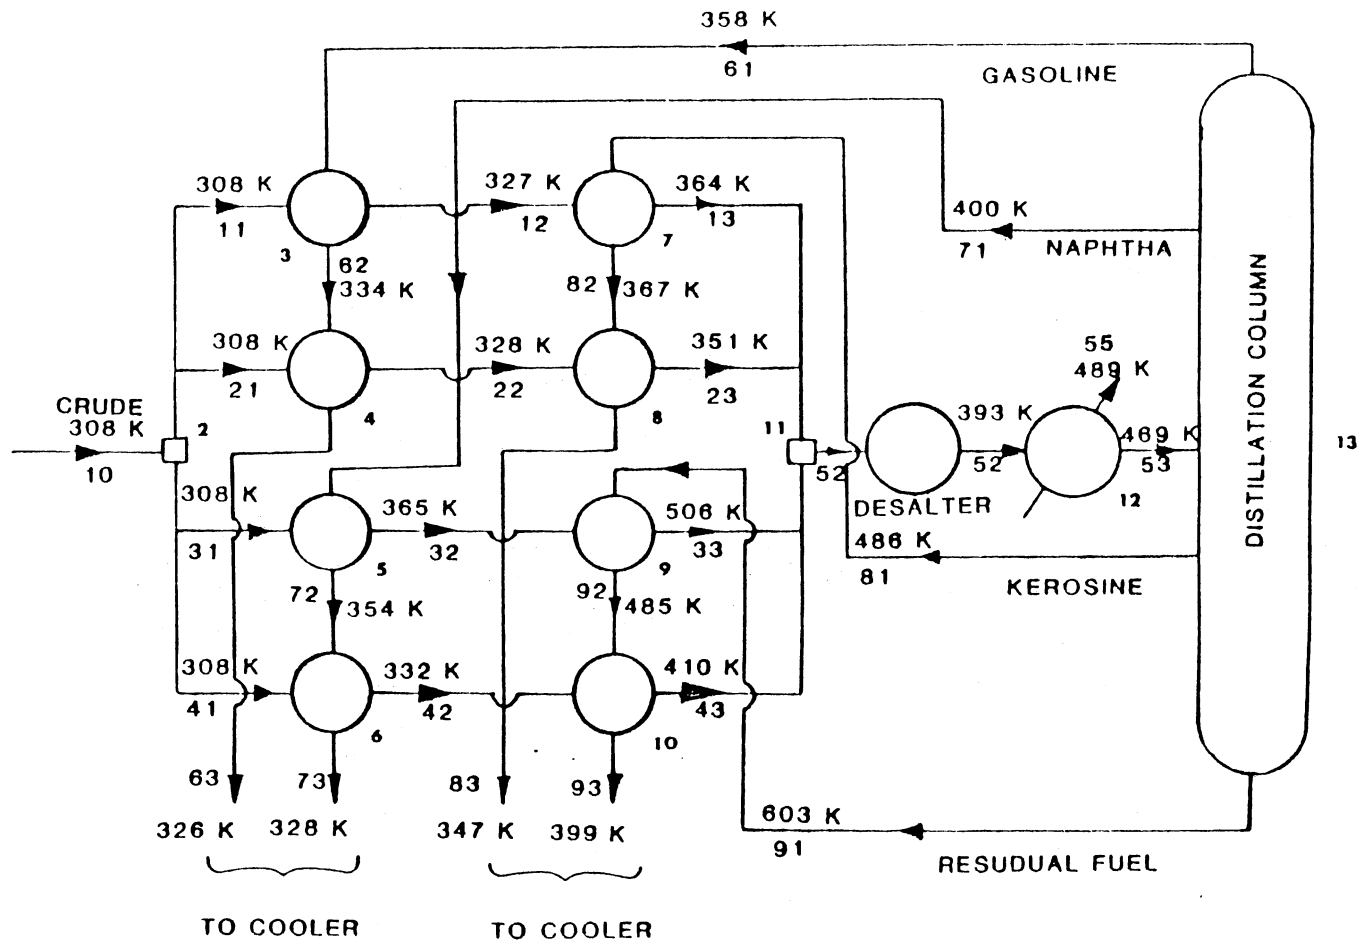 358 K
61
GASOLINE
308 K
11
3
327 K
12
364 K
13
7
400 K
71
NAPHTHA
62
334 K
82
367 K
308 K
21
4
328 K
22
351 K
23
8
55
489 K
CRUDE
308 K
10
2
11
52
DESALTER
393 K
52
12
469 K
53
DISTILLATION COLUMN
13
308 K
31
5
365 K
32
506 K
33
9
486 K
81
KEROSINE
72
354 K
92
485 K
308 K
41
6
332 K
42
410 K
43
10
63
73
83
93
326 K
328 K
347 K
399 K
603 K
91
RESUDUAL FUEL
TO COOLER
TO COOLER